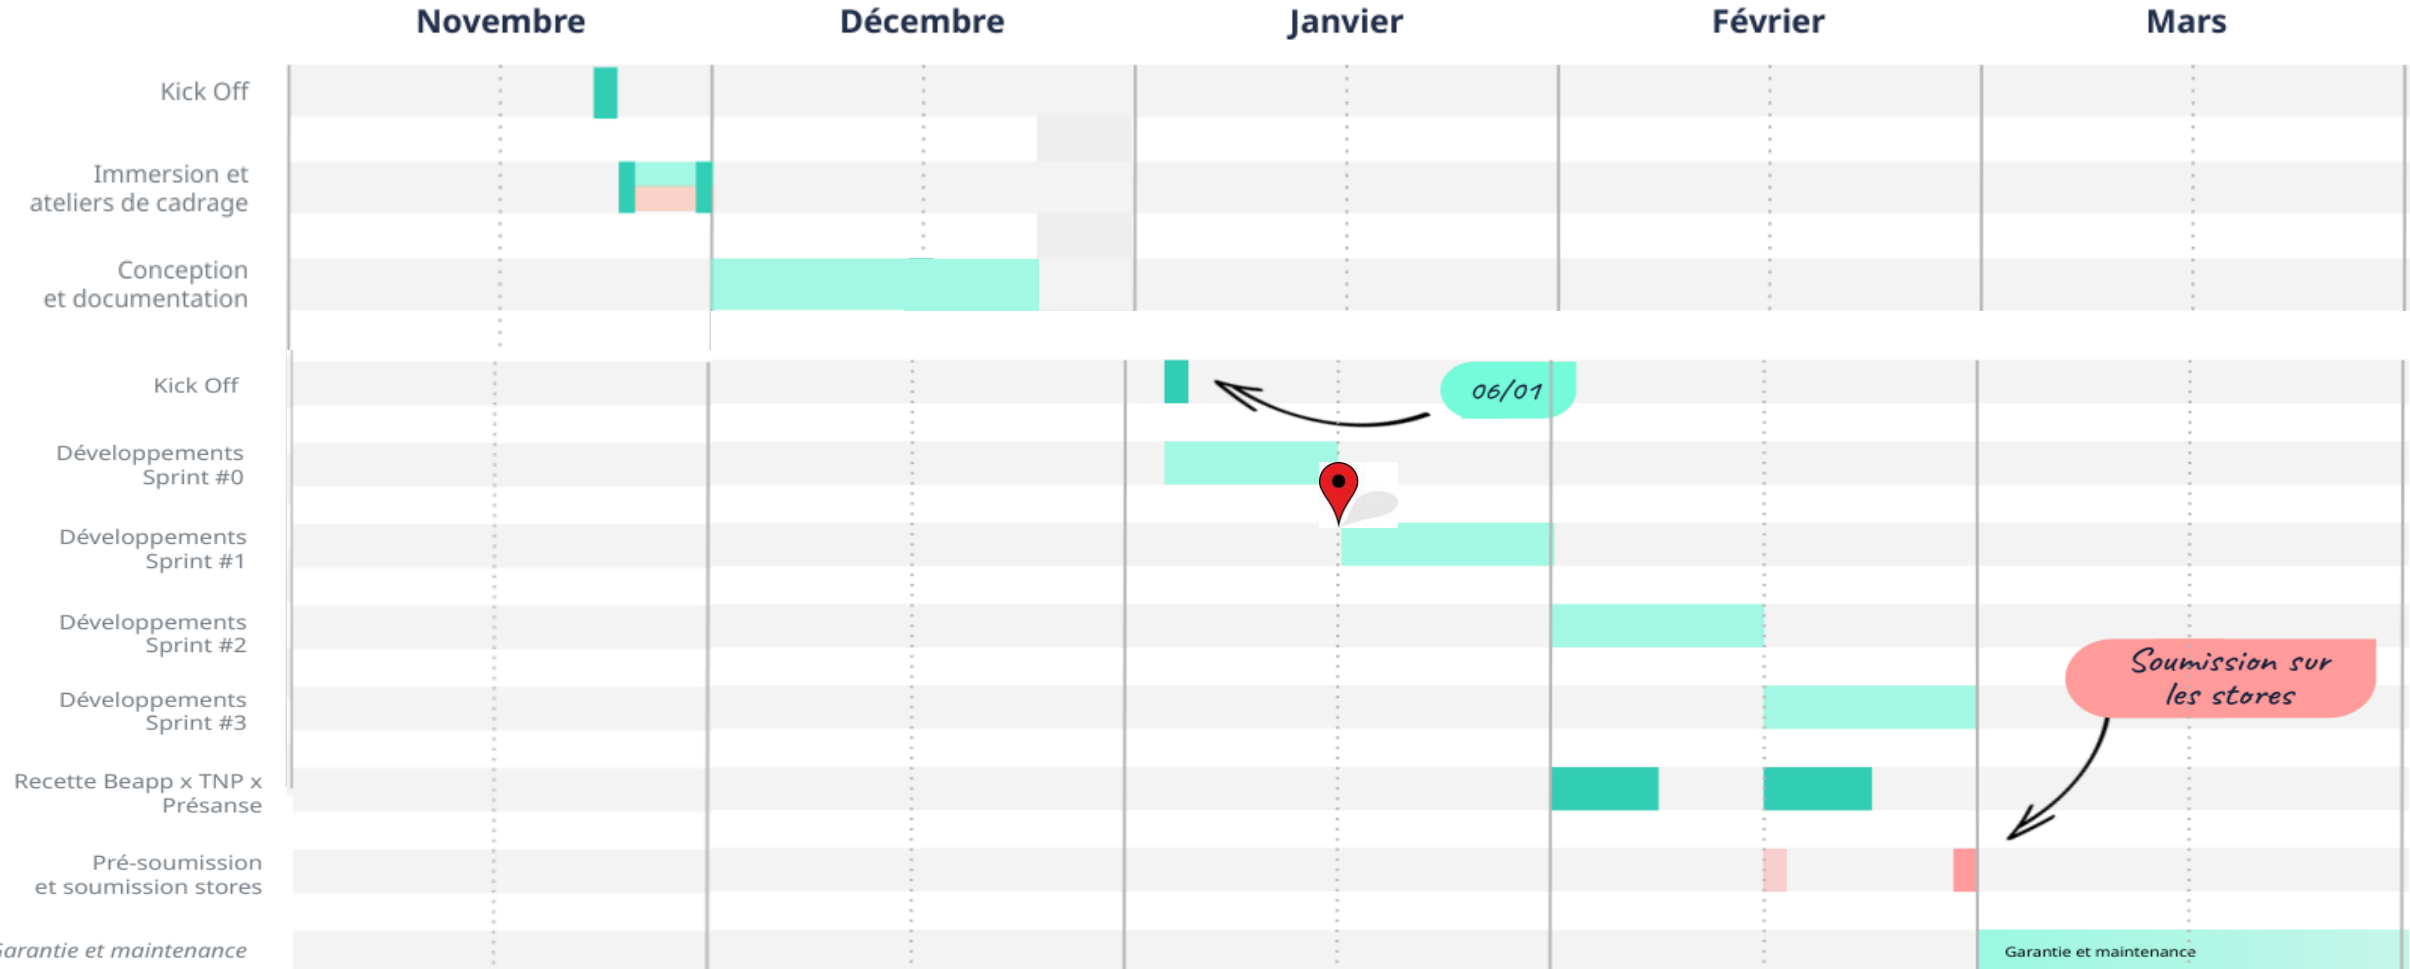 Novembre
Décembre
Janvier
Février
Mars
Kick Off
Immersion et
ateliers de cadrage
Conception
et documentation
Kick Off
06/01
Développements
Sprint #0
Développements
Sprint #1
Développements
Sprint #2
Soumission sur
les stores
Développements
Sprint #3
Recette Beapp x TNP x
Présanse
Pré-soumission
et soumission stores
Garantie et maintenance
Garantie et maintenance